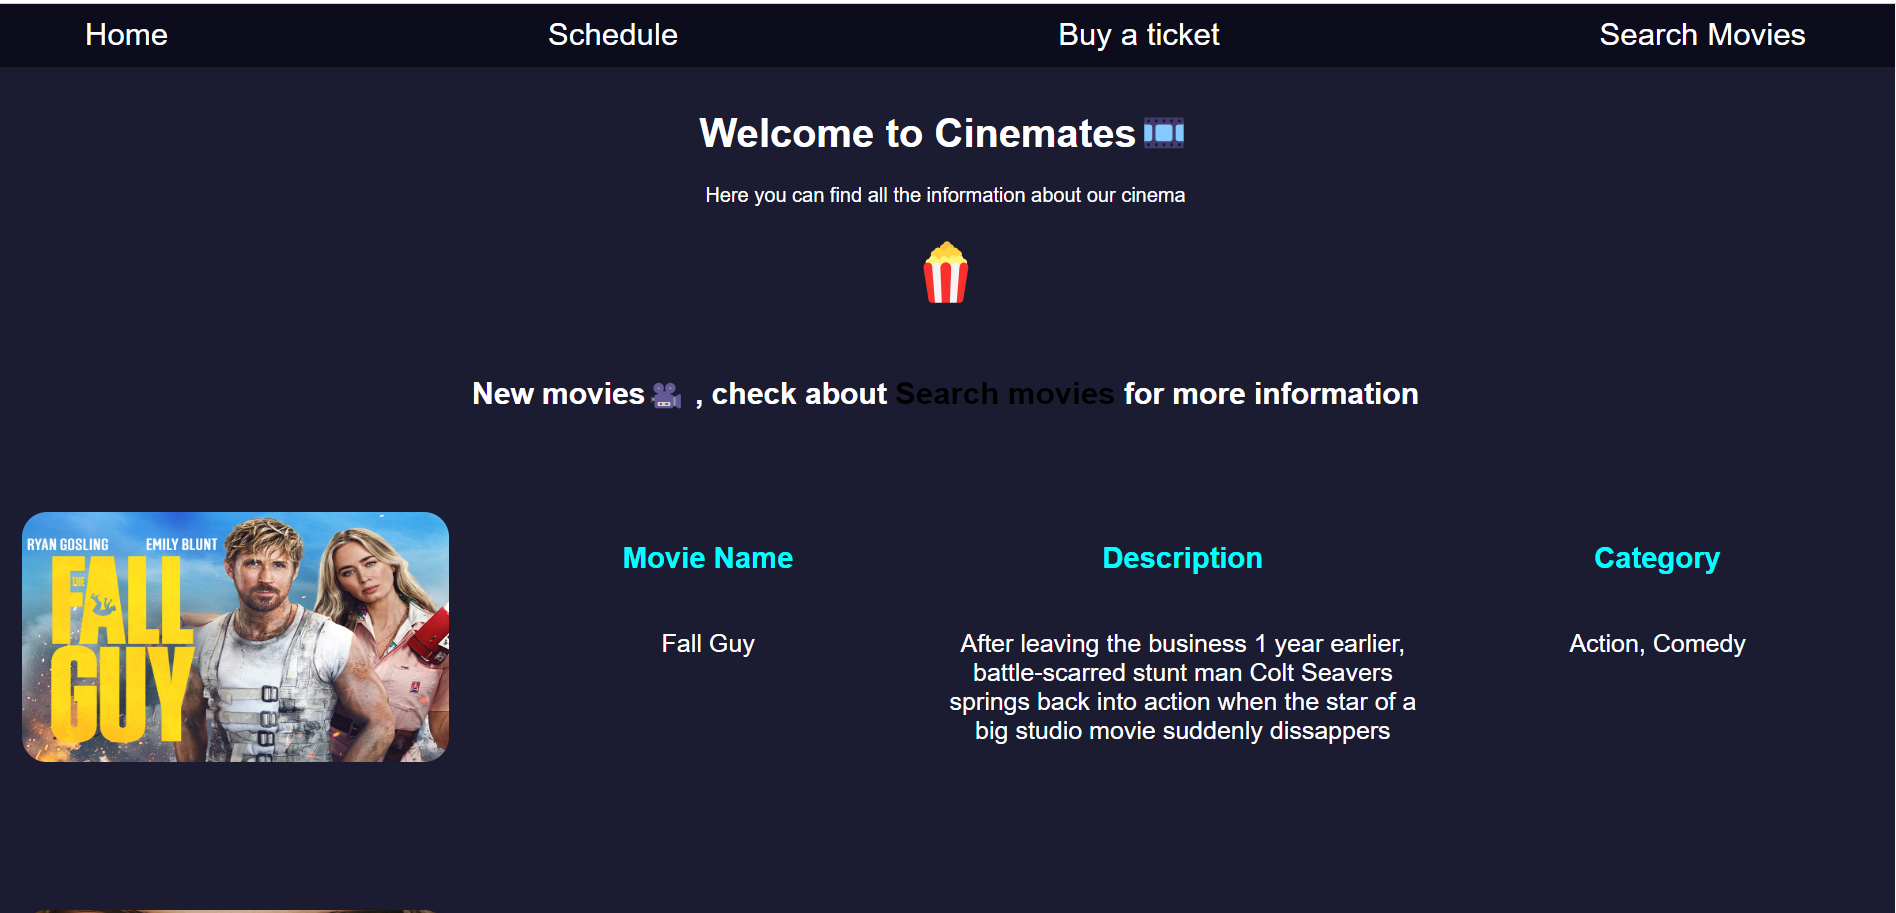 Home Schedule Buy a ticket Search Movies
Welcome to Cinemates
Here you can find all the information about our cinema
New movies , check about Search movies for more information
RYAN GOSLING EMILY BLUNT
THE
FALL
GUY
Movie Name Description Category
Fall Guy
After leaving the business 1 year earlier,
battle-scarred stunt man Colt Seavers
springs back into action when the star of a
big studio movie suddenly dissappers
Action, Comedy